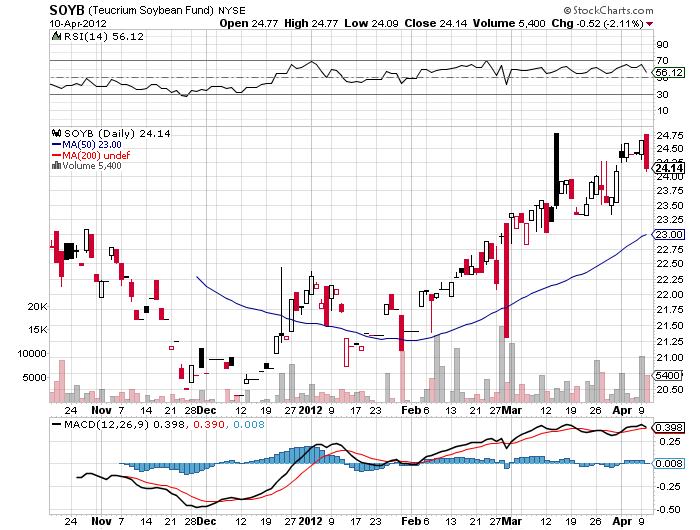 SOYB (Teucrium Soybean Fund) NYSE © StockCharts.com
10-Apr-2012 Open 24.77 High 24.77 Low 24.09 Close 24.14 Volume 5,400 Chg -0.52 (-2.11%)
RSI(14) 56.12
90
70
56.12
50
30
10
SOYB (Daily) 24.14
MA(50) 23.00
MA(200) undef
Volume 5,400
24.75
24.50
24.14
24.00
23.75
23.50
23.25
23.00
22.75
22.50
22.25
22.00
21.75
21.50
21.25
21.00
5400
20.50
20K
15K
10000
5000
24 Nov 7 14 21 28 Dec 12 19 27 2012 9 17 23 Feb 6 13 21 27 Mar 12 19 26 Apr 9
MACD(12,26,9) 0.398, 0.390, 0.008
0.398
0.25
0.008
-0.25
-0.50
24 Nov 7 14 21 28 Dec 12 19 27 2012 9 17 23 Feb 6 13 21 27 Mar 12 19 26 Apr 9